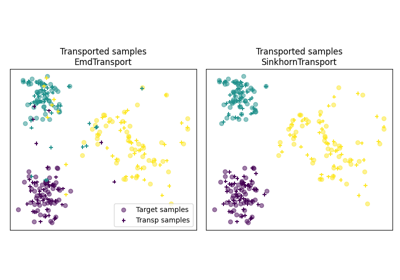 Transported samples
EmdTransport
Transported samples
SinkhornTransport
Target samples
Transp samples